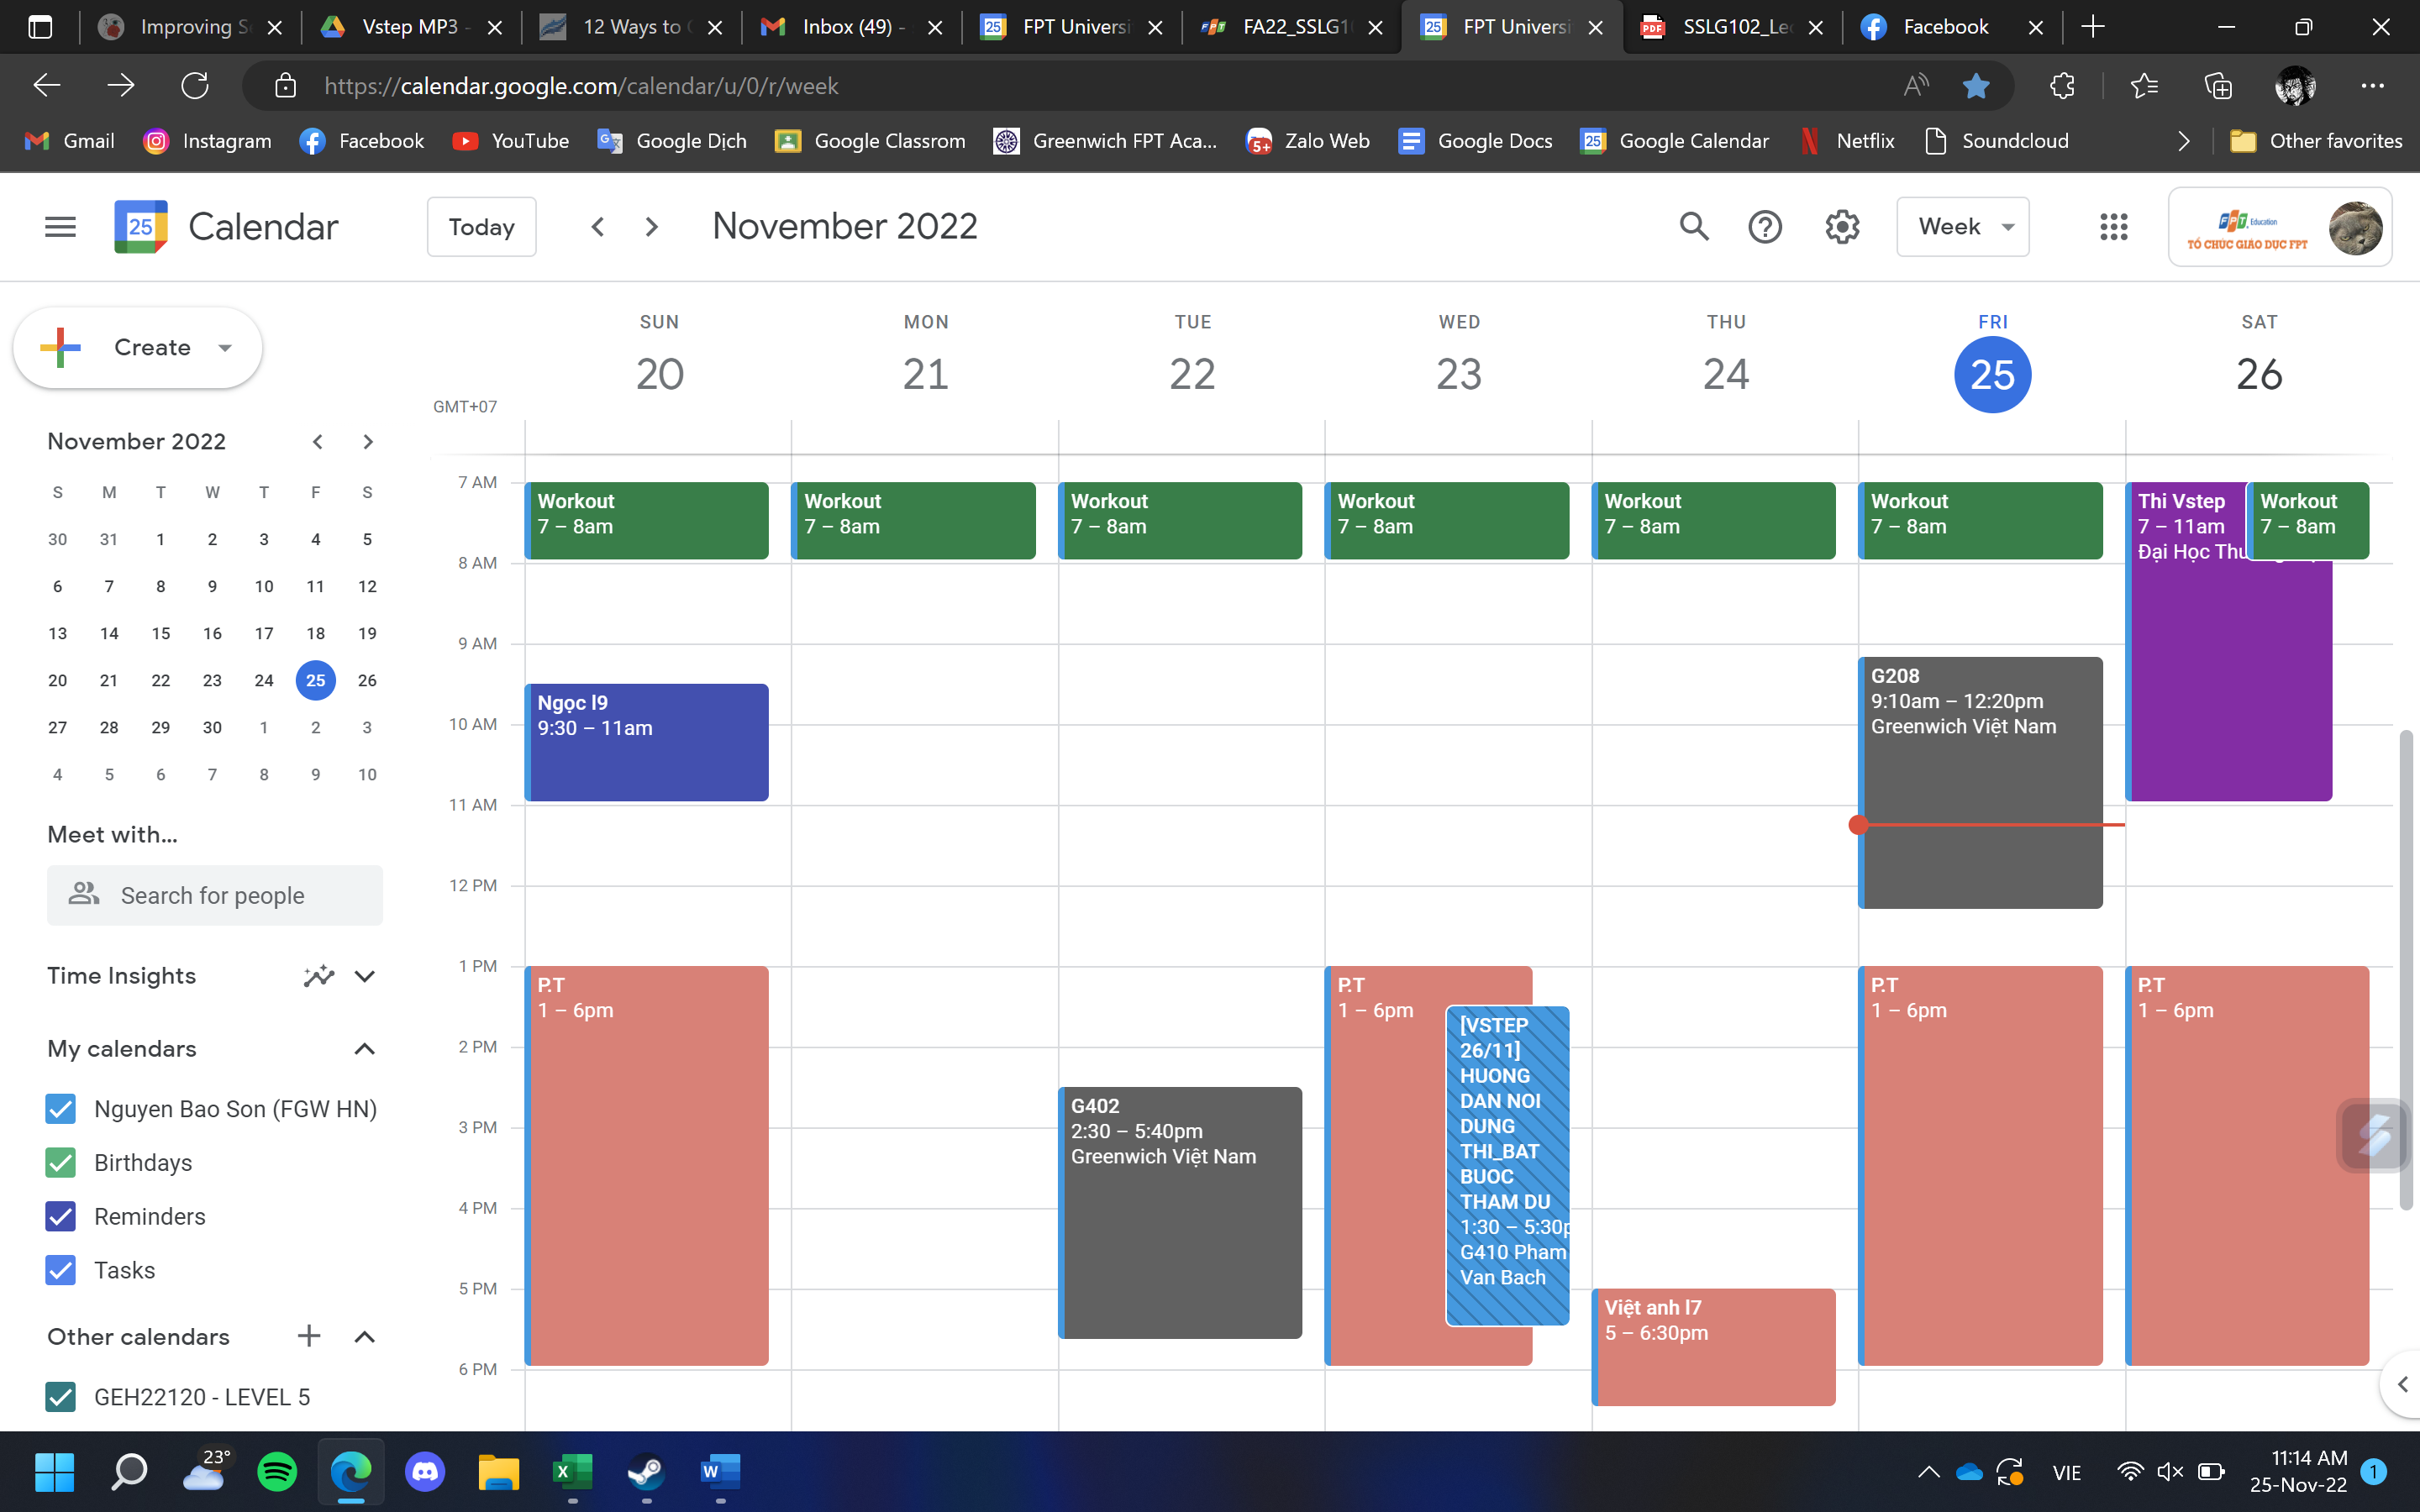 Improving S
Vstep MP3 -
12 Ways to
Inbox (49) -
FPT Universi
FA22_SSLG1
FPT Universi
SSLG102_Lec
Facebook
https://calendar.google.com/calendar/u/0/r/week
Gmail
Instagram
Facebook
YouTube
Google Dịch
Google Classrom
Greenwich FPT Aca...
5+
Zalo Web
Google Docs
Google Calendar
Netflix
Soundcloud
Other favorites
25
Calendar
Today
November 2022
Week
FPT Education
TỔ CHỨC GIÁO DỤC FPT
Create
SUN
20
MON
21
TUE
22
WED
23
THU
24
FRI
25
SAT
26
GMT+07
November 2022
S M T W T F S
30 31 1 2 3 4 5
6 7 8 9 10 11 12
13 14 15 16 17 18 19
20 21 22 23 24 25 26
27 28 29 30 1 2 3
4 5 6 7 8 9 10
Meet with...
Search for people
Time Insights
My calendars
Nguyen Bao Son (FGW HN)
Birthdays
Reminders
Tasks
Other calendars
GEH22120 - LEVEL 5
7 AM
8 AM
9 AM
10 AM
11 AM
12 PM
1 PM
2 PM
3 PM
4 PM
5 PM
6 PM
Workout
7 – 8am
Ngọc l9
9:30 – 11am
P.T
1 – 6pm
Workout
7 – 8am
Workout
7 – 8am
G402
2:30 – 5:40pm
Greenwich Việt Nam
Workout
7 – 8am
P.T
1 – 6pm
[VSTEP
26/11]
HUONG
DAN NOI
DUNG
THI_BAT
BUOC
THAM DU
1:30 – 5:30p
G410 Pham
Van Bach
Workout
7 – 8am
Việt anh l7
5 – 6:30pm
Workout
7 – 8am
G208
9:10am – 12:20pm
Greenwich Việt Nam
P.T
1 – 6pm
Thi Vstep
7 – 11am
Đại Học Thư
Workout
7 – 8am
P.T
1 – 6pm
23°
VIE
11:14 AM
25-Nov-22
1